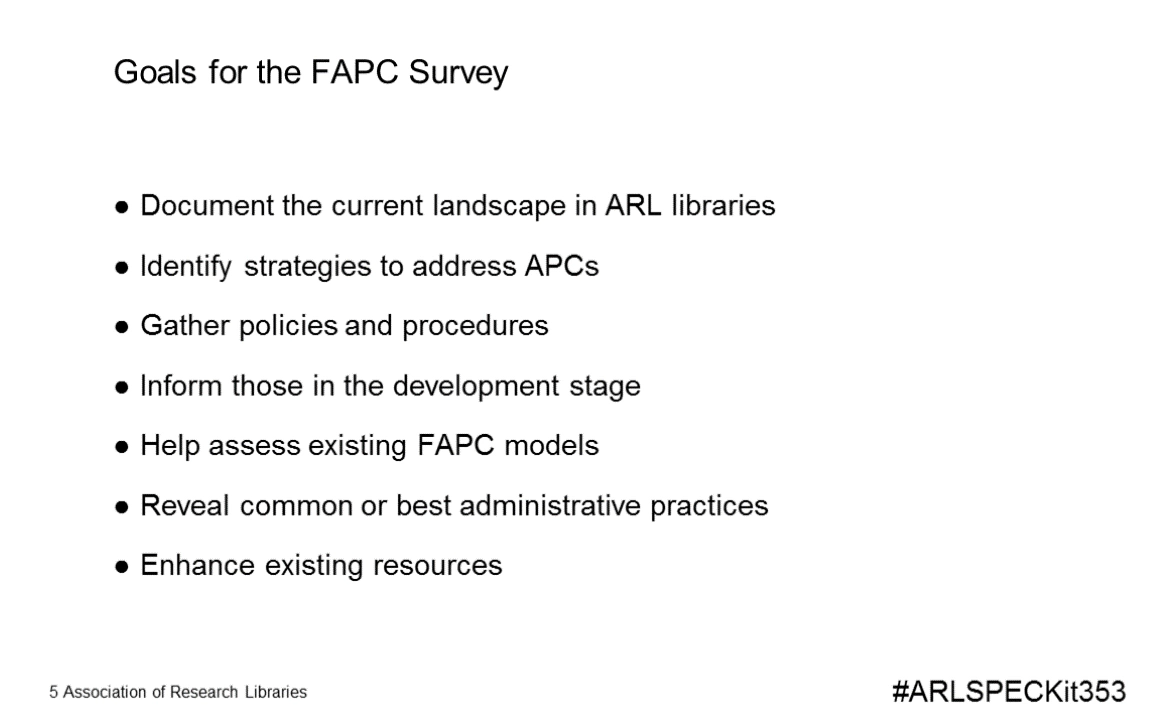 Goals for the FAPC Survey
● Document the current landscape in ARL libraries
● Identify strategies to address APCs
● Gather policies and procedures
● Inform those in the development stage
● Help assess existing FAPC models
● Reveal common or best administrative practices
● Enhance existing resources
5 Association of Research Libraries
#ARLSPECKit353